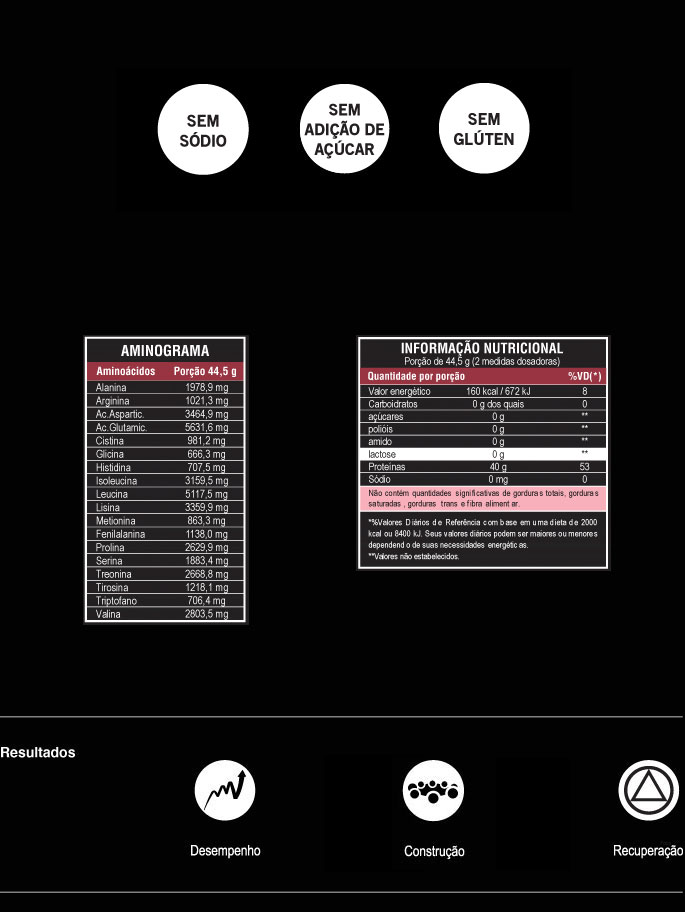 SEM
SÓDIO
SEM
ADIÇÃO DE
AÇÚCAR
SEM
GLÚTEN
AMINOGRAMA
Aminoácidos Porção 44,5 g
Alanina 1978,9 mg
Arginina 1021,3 mg
Ac.Aspartic. 3464,9 mg
Ac.Glutamic. 5631,6 mg
Cistina 981,2 mg
Glicina 666,3 mg
Histidina 707,5 mg
Isoleucina 3159,5 mg
Leucina 5117,5 mg
Lisina 3359,9 mg
Metionina 863,3 mg
Fenilalanina 1138,0 mg
Prolina 2629,9 mg
Serina 1883,4 mg
Treonina 2668,8 mg
Tirosina 1218,1 mg
Triptofano 706,4 mg
Valina 2803,5 mg
INFORMAÇÃO NUTRICIONAL
Porção de 44,5 g (2 medidas dosadoras)
Quantidade por porção %VD(*)
Valor energético 160 kcal / 672 kJ 8
Carboidratos 0 g dos quais 0
açúcares 0 g **
polióis 0 g **
amido 0 g **
lactose 0 g **
Proteínas 40 g 53
Sódio 0 mg 0
Não contém quantidades significativas de gorduras totais, gorduras
saturadas , gorduras trans e fibra alimentar.
*%Valores Diários de Referência com base em uma dieta de 2000
kcal ou 8400 kJ. Seus valores diários podem ser maiores ou menores
dependendo de suas necessidades energéticas.
**Valores não estabelecidos.
Resultados
Desempenho
Construção
Recuperação